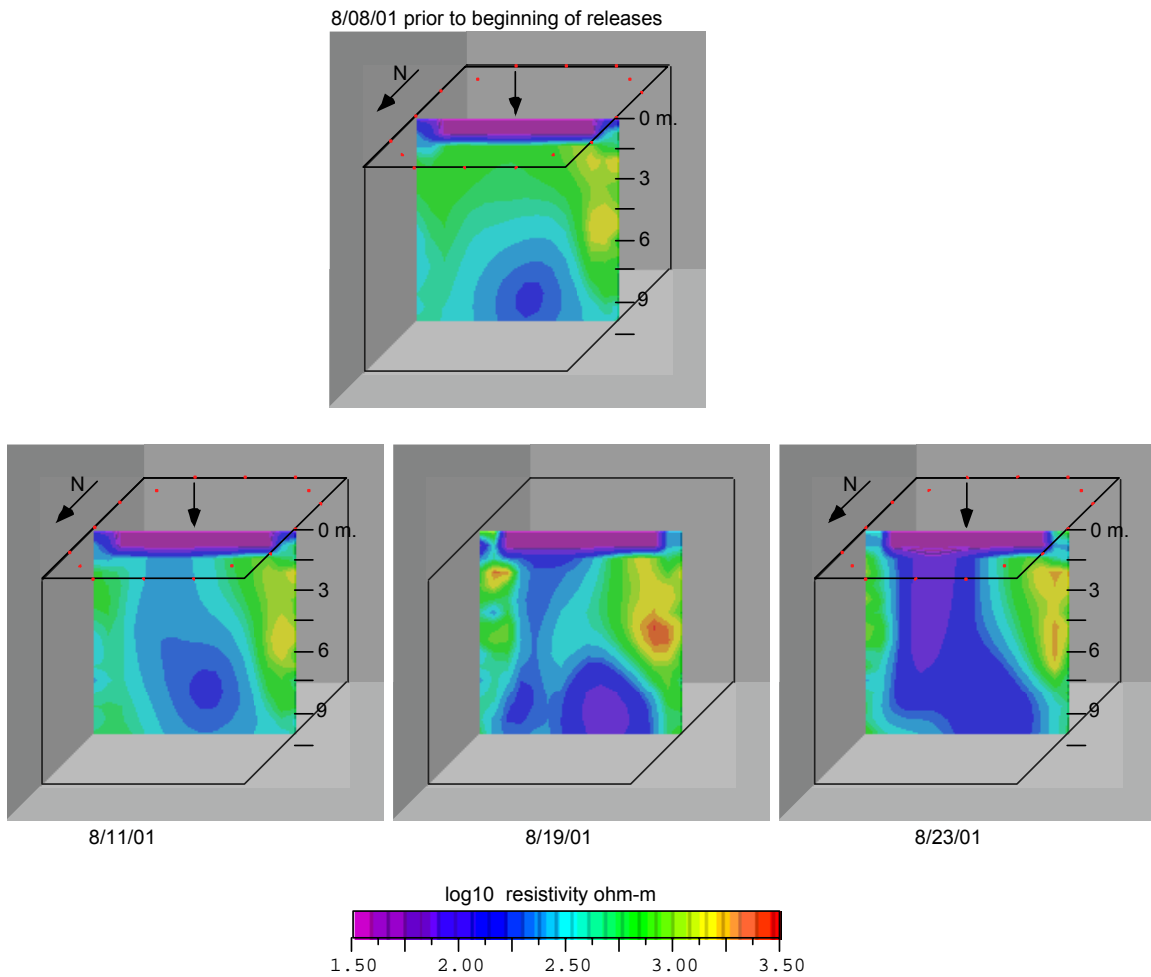 8/08/01 prior to beginning of releases
N
0 m.
3
6
9
N
0 m.
3
6
9
N
0 m.
3
6
9
8/11/01
8/19/01
8/23/01
log10 resistivity ohm-m
1.50 2.00 2.50 3.00 3.50